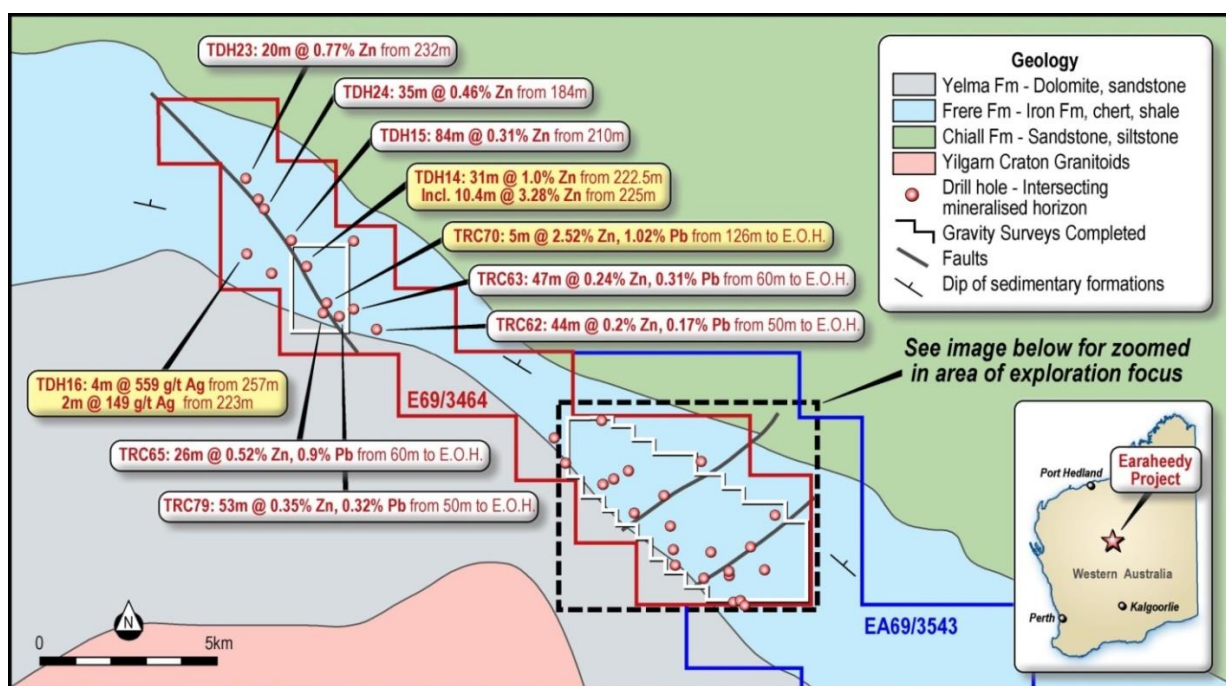 TDH23: 20m @ 0.77% Zn from 232m
TDH24: 35m @ 0.46% Zn from 184m
TDH15: 84m @ 0.31% Zn from 210m
TDH14: 31m @ 1.0% Zn from 222.5m
Incl. 10.4m @ 3.28% Zn from 225m
TRC70: 5m @ 2.52% Zn, 1.02% Pb from 126m to E.O.H.
TRC63: 47m @ 0.24% Zn, 0.31% Pb from 60m to E.O.H.
TRC62: 44m @ 0.2% Zn, 0.17% Pb from 50m to E.O.H.
TDH16: 4m @ 559 g/t Ag from 257m
2m @ 149 g/t Ag from 223m
E69/3464
TRC65: 26m @ 0.52% Zn, 0.9% Pb from 60m to E.O.H.
TRC79: 53m @ 0.35% Zn, 0.32% Pb from 50m to E.O.H.
Geology
Yelma Fm - Dolomite, sandstone
Frere Fm - Iron Fm, chert, shale
Chiall Fm - Sandstone, siltstone
Yilgarn Craton Granitoids
Drill hole - Intersecting
mineralised horizon
Gravity Surveys Completed
Faults
Dip of sedimentary formations
See image below for zoomed
in area of exploration focus
EA69/3543
Port Hedland
Earaheedy
Project
Western Australia
Perth
Kalgoorlie
N
0
5km